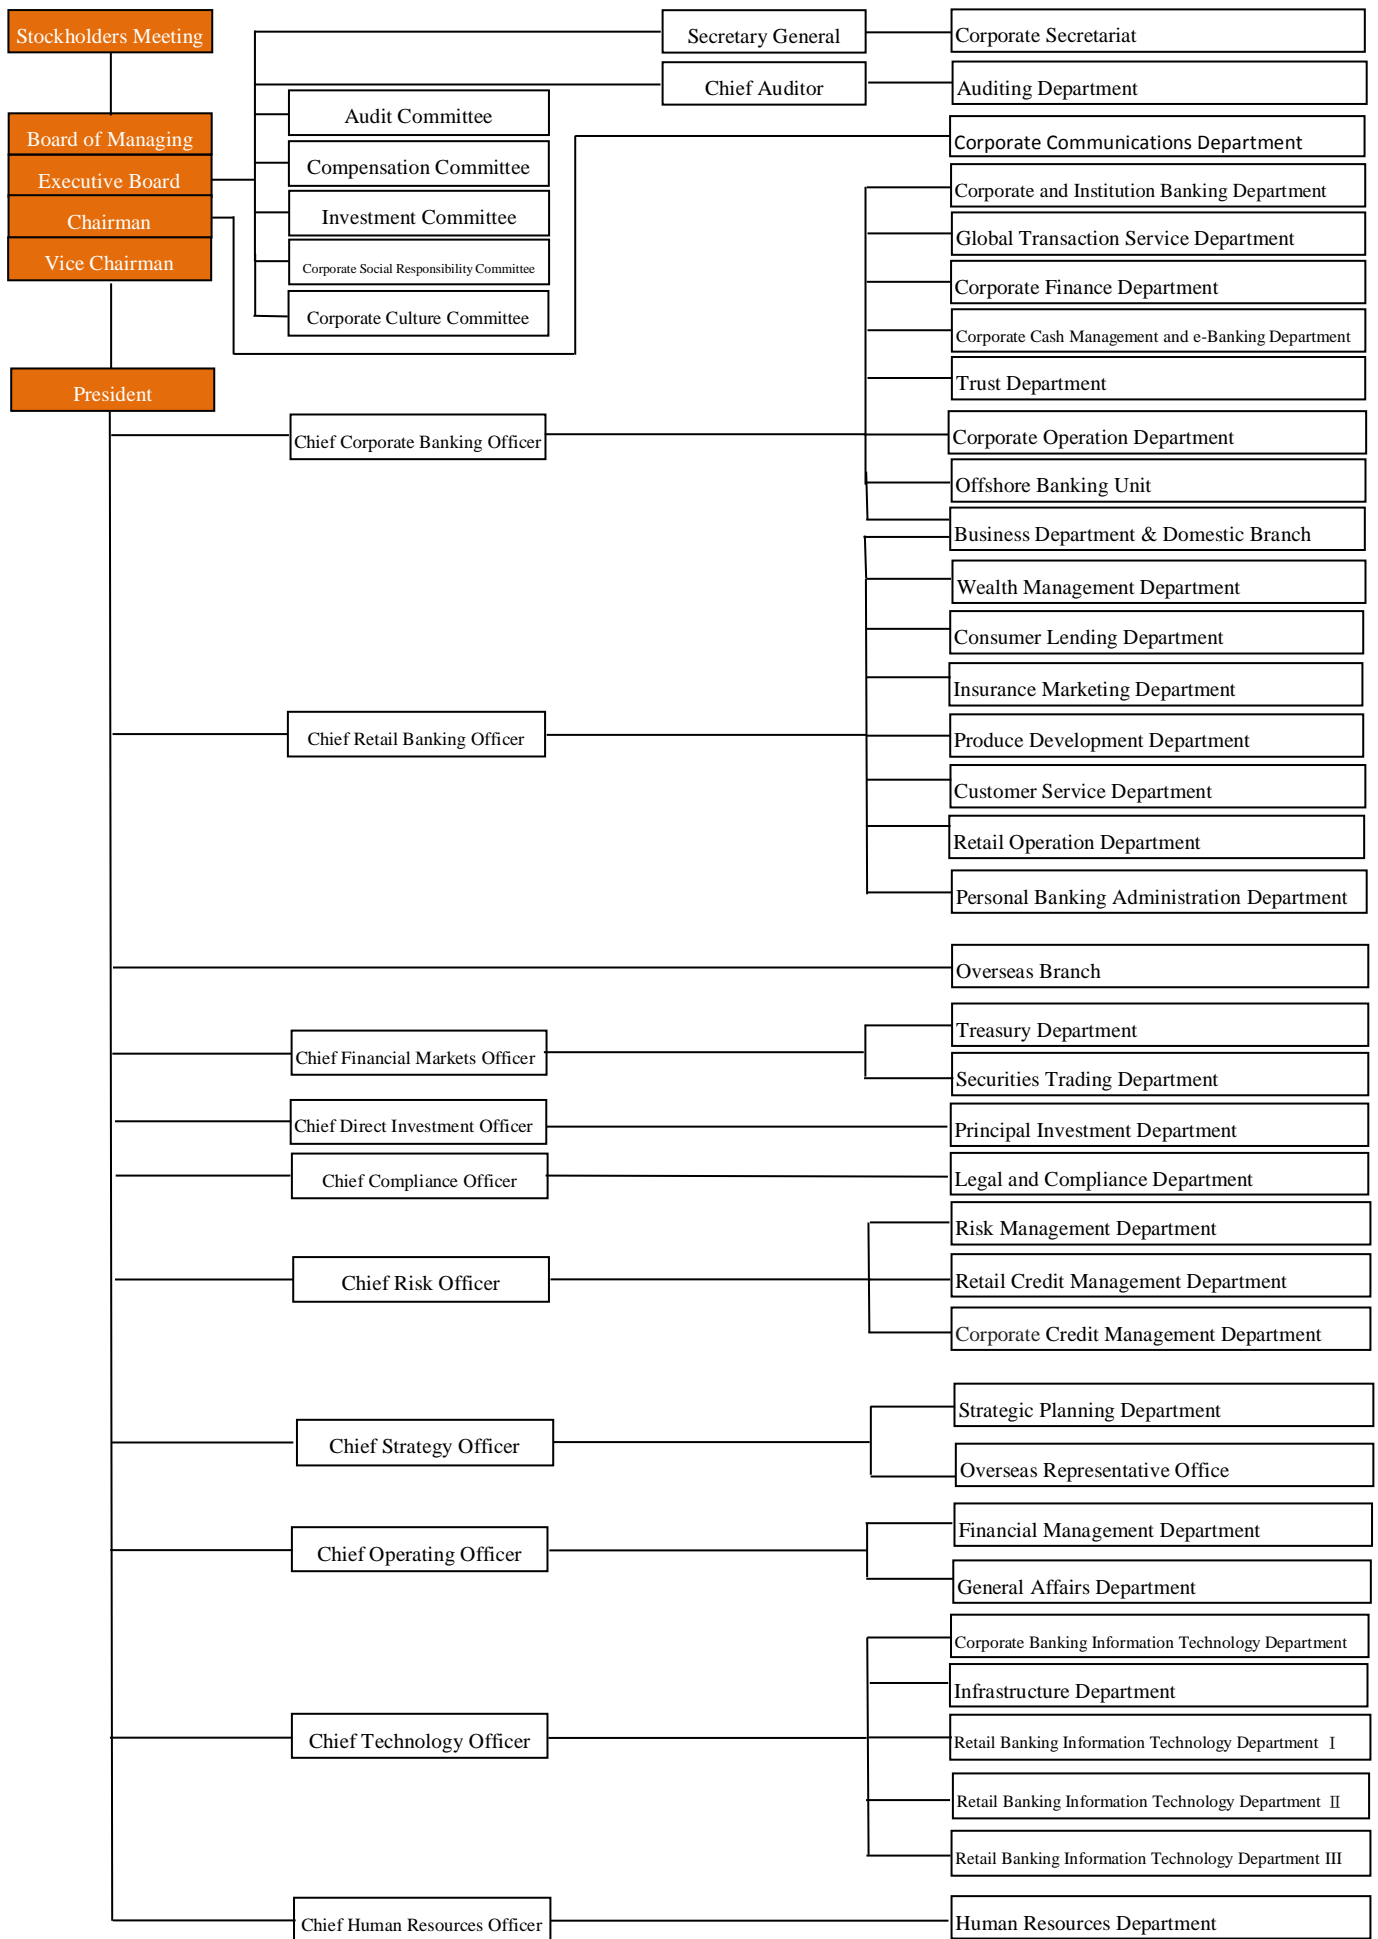 Stockholders Meeting
Secretary General
Corporate Secretariat
Chief Auditor
Auditing Department
Audit Committee
Board of Managing
Corporate Communications Department
Compensation Committee
Executive Board
Corporate and Institution Banking Department
Investment Committee
Chairman
Global Transaction Service Department
Vice Chairman
Corporate Social Responsibility Committee
Corporate Finance Department
Corporate Culture Committee
Corporate Cash Management and e-Banking Department
President
Trust Department
Chief Corporate Banking Officer
Corporate Operation Department
Offshore Banking Unit
Business Department & Domestic Branch
Wealth Management Department
Consumer Lending Department
Insurance Marketing Department
Chief Retail Banking Officer
Produce Development Department
Customer Service Department
Retail Operation Department
Personal Banking Administration Department
Overseas Branch
Treasury Department
Chief Financial Markets Officer
Securities Trading Department
Chief Direct Investment Officer
Principal Investment Department
Chief Compliance Officer
Legal and Compliance Department
Risk Management Department
Chief Risk Officer
Retail Credit Management Department
Corporate Credit Management Department
Strategic Planning Department
Chief Strategy Officer
Overseas Representative Office
Financial Management Department
Chief Operating Officer
General Affairs Department
Corporate Banking Information Technology Department
Infrastructure Department
Chief Technology Officer
Retail Banking Information Technology Department Ⅰ
Retail Banking Information Technology Department Ⅱ
Retail Banking Information Technology Department III
Chief Human Resources Officer
Human Resources Department